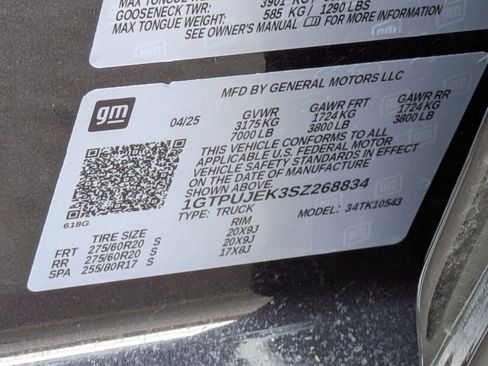 MAX TONGUE WEIGHT:
GOOSENECK TWR: 3901 KG /
MAX TONGUE WEIGHT: 585 KG / 1290 LBS
SEE OWNER'S MANUAL FOR MORE INFORMATION
gm
MFD BY GENERAL MOTORS LLC
04/25 GVWR GAWR FRT GAWR RR
3175 KG 1724 KG 1724 KG
7000 LB 3800 LB 3800 LB
THIS VEHICLE CONFORMS TO ALL
APPLICABLE U.S. FEDERAL MOTOR
VEHICLE SAFETY STANDARDS IN EFFECT
ON THE DATE OF MANUFACTURE
SHOWN ABOVE.
1GTPUJEK3SZ268834
618G
TYPE: TRUCK MODEL: 34TK10543
TIRE SIZE RIM
FRT 275/60R20 S 20X9J
RR 275/60R20 S 20X9J
SPA 255/80R17 S 17X8J